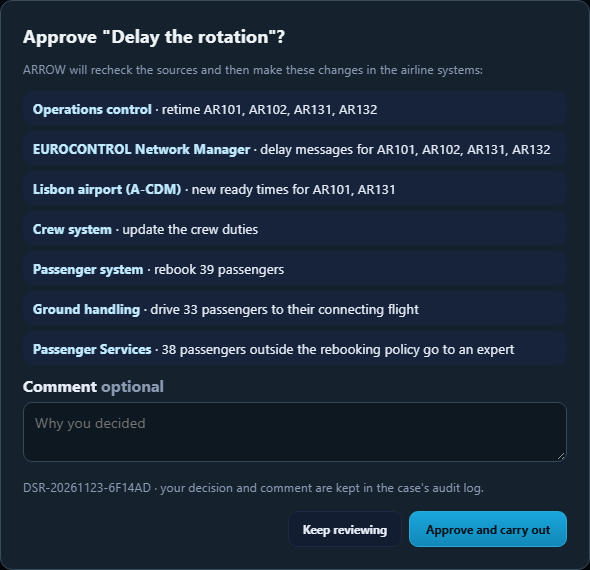 Approve "Delay the rotation"?
ARROW will recheck the sources and then make these changes in the airline systems:
Operations control · retime AR101, AR102, AR131, AR132
EUROCONTROL Network Manager · delay messages for AR101, AR102, AR131, AR132
Lisbon airport (A-CDM) · new ready times for AR101, AR131
Crew system · update the crew duties
Passenger system · rebook 39 passengers
Ground handling · drive 33 passengers to their connecting flight
Passenger Services · 38 passengers outside the rebooking policy go to an expert
Comment optional
Why you decided
DSR-20261123-6F14AD · your decision and comment are kept in the case's audit log.
Keep reviewing
Approve and carry out